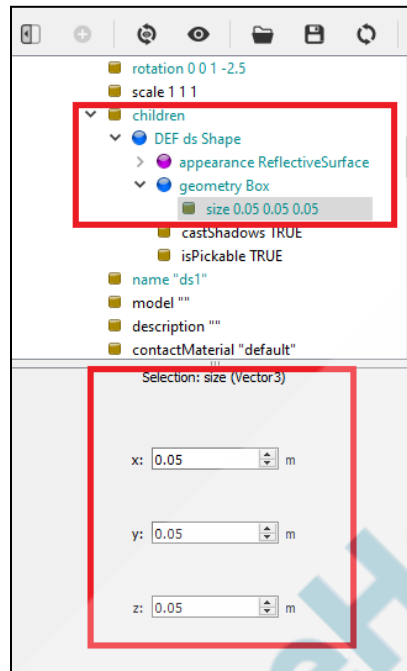 rotation 0 0 1 -2.5
scale 1 1 1
children
DEF ds Shape
appearance ReflectiveSurface
geometry Box
size 0.05 0.05 0.05
castShadows TRUE
isPickable TRUE
name "ds1"
model ""
description ""
contactMaterial "default"
Selection: size (Vector3)
x: 0.05 m
y: 0.05 m
z: 0.05 m